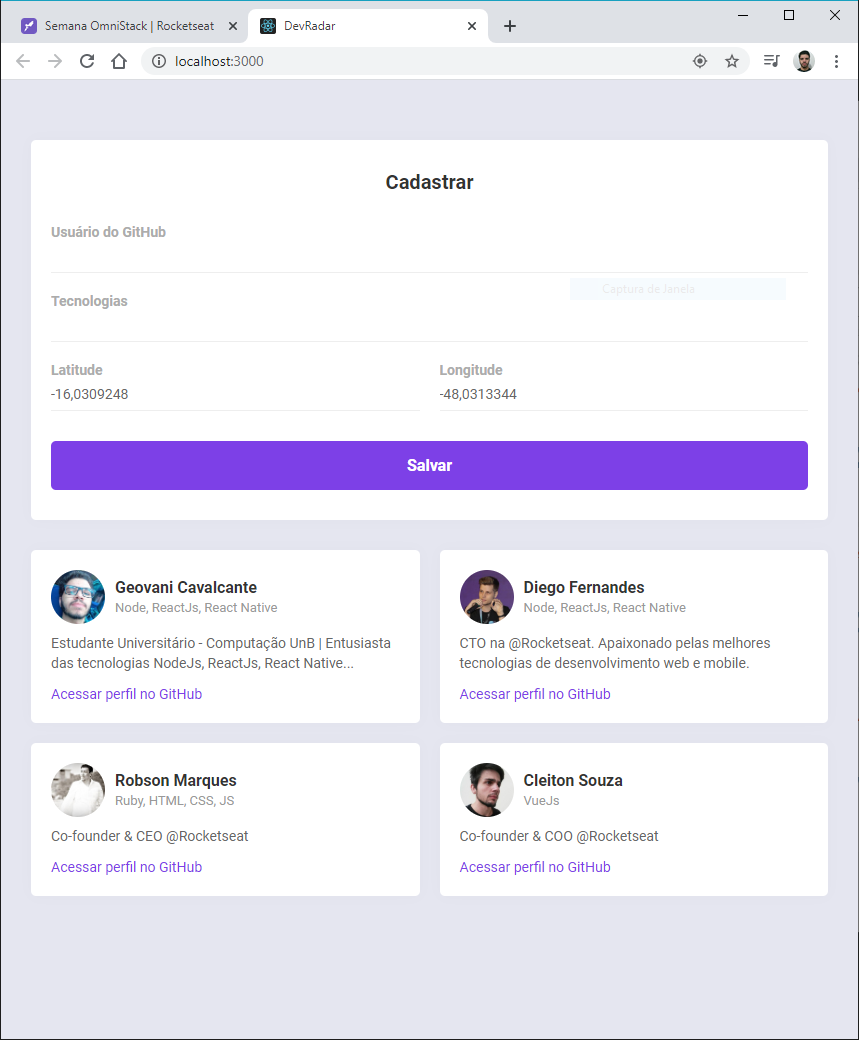 Semana OmniStack | Rocketseat
DevRadar
localhost:3000
Cadastrar
Usuário do GitHub
Tecnologias
Captura de Janela
Latitude
Longitude
-16,0309248
-48,0313344
Salvar
Geovani Cavalcante
Node, ReactJs, React Native
Estudante Universitário - Computação UnB | Entusiasta
das tecnologias NodeJs, ReactJs, React Native...
Acessar perfil no GitHub
Diego Fernandes
Node, ReactJs, React Native
CTO na @Rocketseat. Apaixonado pelas melhores
tecnologias de desenvolvimento web e mobile.
Acessar perfil no GitHub
Robson Marques
Ruby, HTML, CSS, JS
Co-founder & CEO @Rocketseat
Acessar perfil no GitHub
Cleiton Souza
VueJs
Co-founder & COO @Rocketseat
Acessar perfil no GitHub